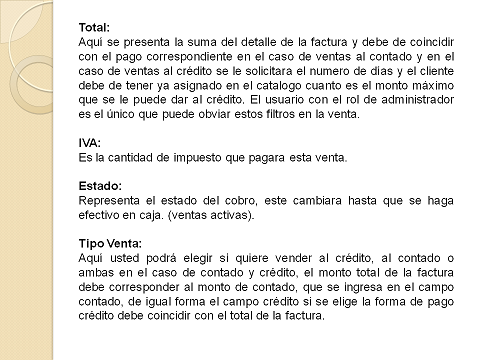 Total:
Aqui se presenta la suma del detalle de la factura y debe de coincidir
con el pago correspondiente en el caso de ventas al contado y en el
caso de ventas al crédito se le solicitara el numero de dias y el cliente
debe de tener ya asignado en el catalogo cuanto es el monto máximo
que se le puede dar al crédito. El usuario con el rol de administrador
es el único que puede obviar estos filtros en la venta.
IVA:
Es la cantidad de impuesto que pagara esta venta.
Estado:
Representa el estado del cobro, este cambiara hasta que se haga
efectivo en caja. (ventas activas).
Tipo Venta:
Aqui usted podrá elegir si quiere vender al crédito, al contado o
ambas en el caso de contado y crédito, el monto total de la factura
debe corresponder al monto de contado, que se ingresa en el campo
contado, de igual forma el campo crédito si se elige la forma de pago
crédito debe coincidir con el total de la factura.